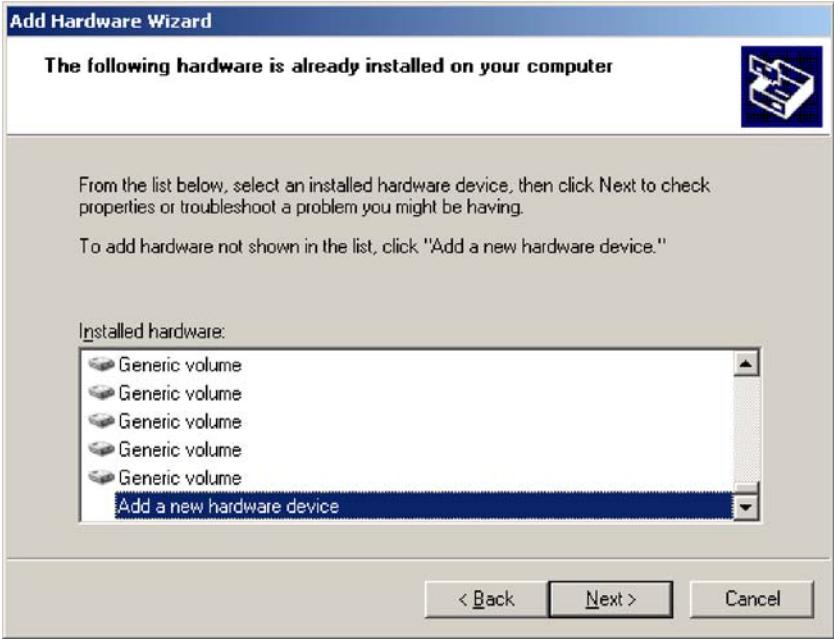 Add Hardware Wizard
The following hardware is already installed on your computer
From the list below, select an installed hardware device, then click Next to check
properties or troubleshoot a problem you might be having.
To add hardware not shown in the list, click "Add a new hardware device."
Installed hardware:
Generic volume
Generic volume
Generic volume
Generic volume
Generic volume
Add a new hardware device
< Back Next > Cancel